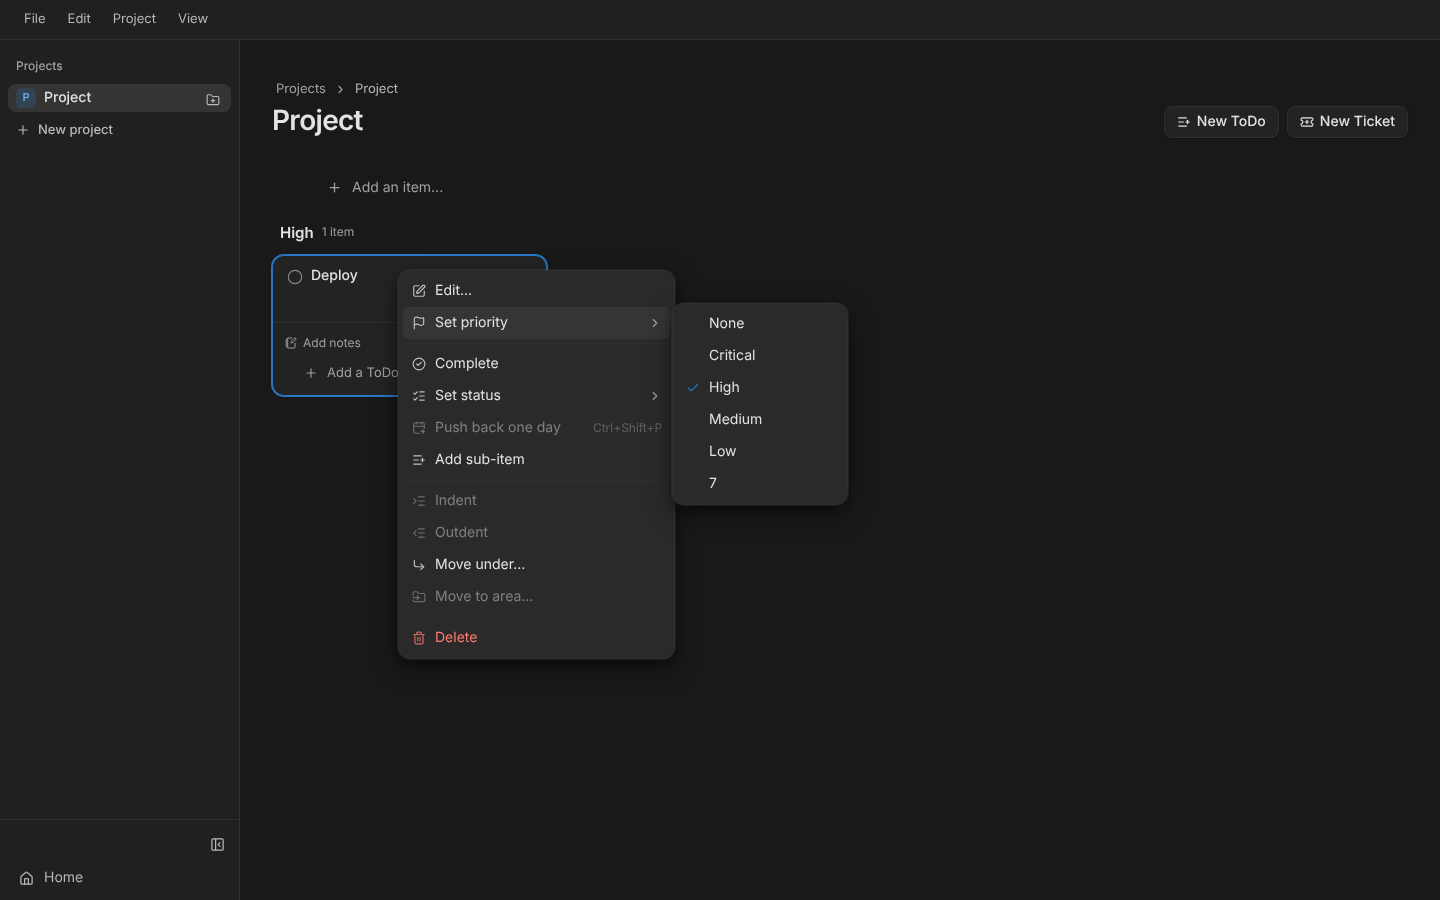 File Edit Project View
Projects
P Project
New project
Projects > Project
Project
New ToDo
New Ticket
Add an item...
High 1 item
Deploy
Add notes
Add a ToDo
Edit...
Set priority
Complete
Set status
Push back one day Ctrl+Shift+P
Add sub-item
Indent
Outdent
Move under...
Move to area...
Delete
None
Critical
High
Medium
Low
7
Home